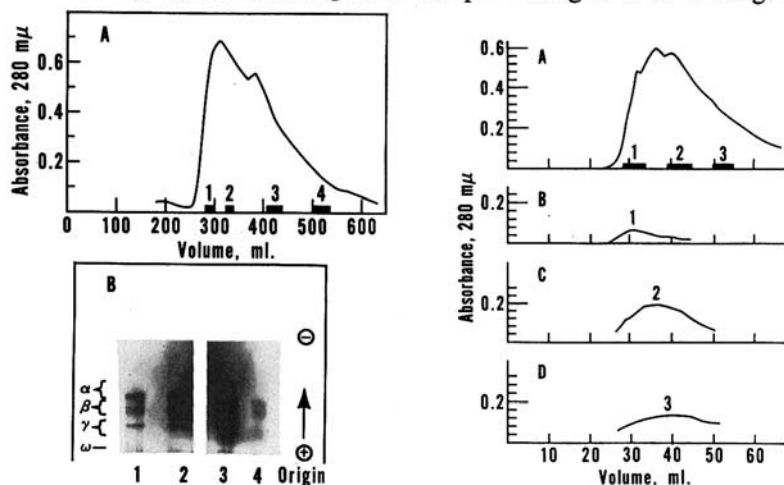 A
Absorbance, 280 mμ
0.6
0.4
0.2
1 2 3 4
0 100 200 300 400 500 600
Volume, ml.
B
⊖
α{
β{
γ{
ω—
⊕
1 2 3 4 Origin
A
Absorbance, 280 mμ
0.6
0.4
0.2
1 2 3
B
0.2
1
C
0.2
2
D
0.2
3
10 20 30 40 50 60
Volume, ml.